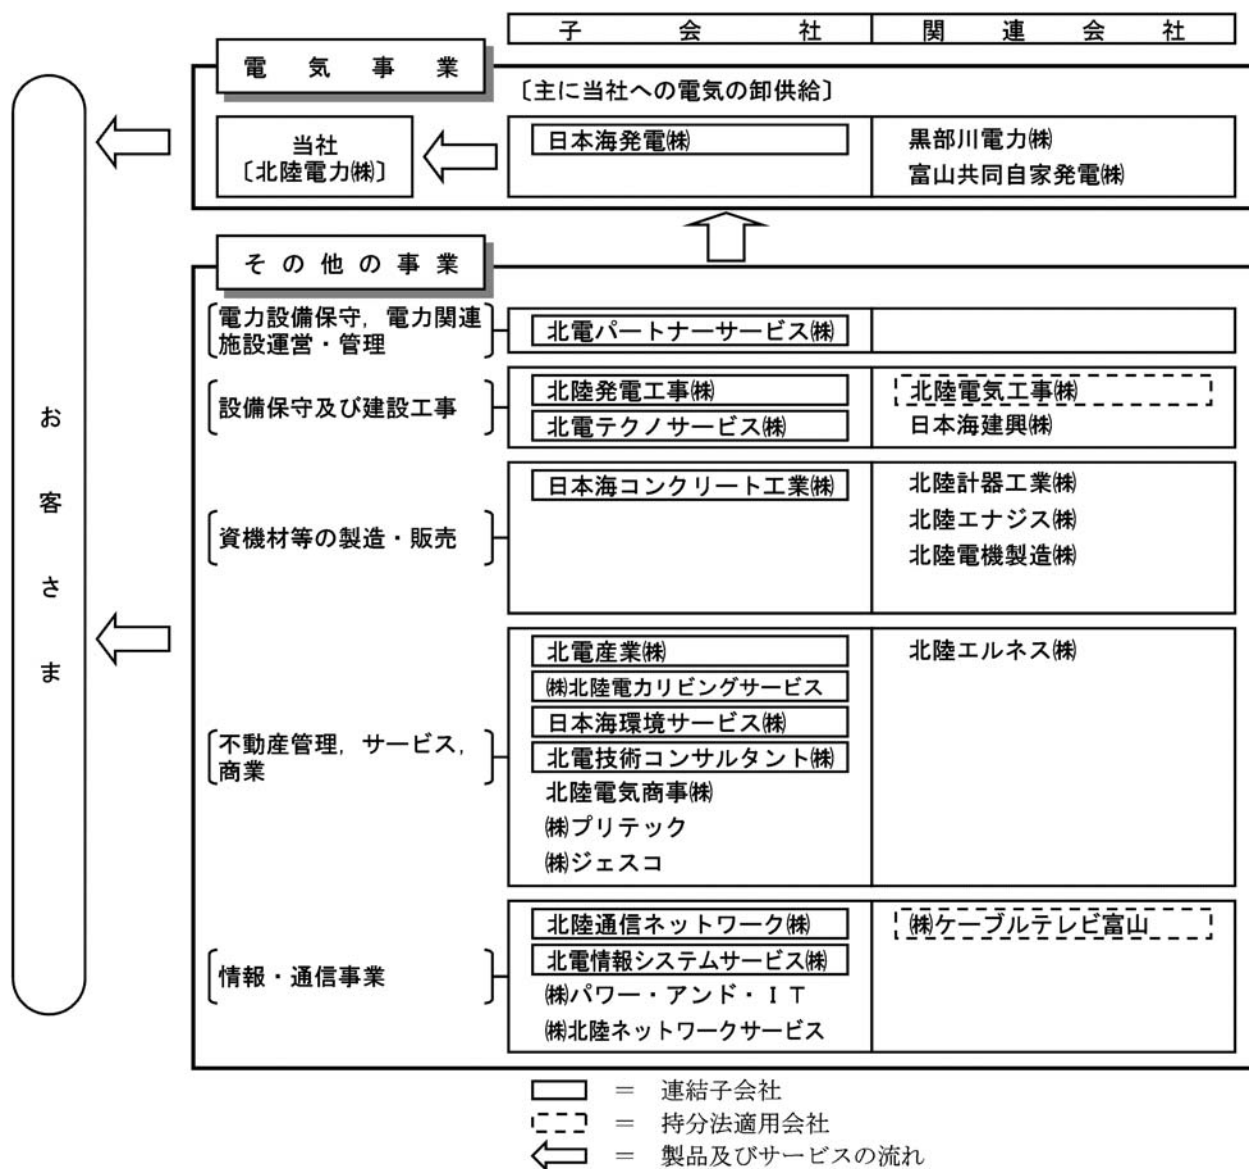 子会社 関連会社
電気事業
〔主に当社への電気の卸供給〕
当社
〔北陸電力㈱〕
日本海発電㈱
黒部川電力㈱
富山共同自家発電㈱
その他の事業
電力設備保守，電力関連
施設運営・管理
北電パートナーサービス㈱
設備保守及び建設工事
北陸発電工事㈱
北電テクノサービス㈱
北陸電気工事㈱
日本海建興㈱
資機材等の製造・販売
日本海コンクリート工業㈱
北陸計器工業㈱
北陸エナジス㈱
北陸電機製造㈱
不動産管理，サービス，
商業
北電産業㈱
㈱北陸電力リビングサービス
日本海環境サービス㈱
北電技術コンサルタント㈱
北陸電気商事㈱
㈱プリテック
㈱ジェスコ
北陸エルネス㈱
情報・通信事業
北陸通信ネットワーク㈱
北電情報システムサービス㈱
㈱パワー・アンド・ＩＴ
㈱北陸ネットワークサービス
㈱ケーブルテレビ富山
お客さま
＝ 連結子会社
＝ 持分法適用会社
＝ 製品及びサービスの流れ